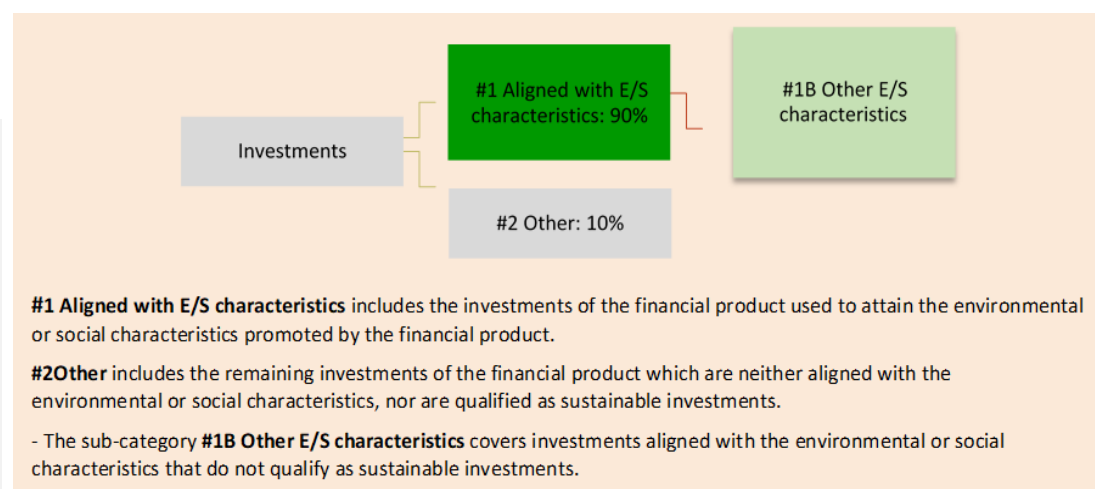 #1 Aligned with E/S
characteristics: 90%
#1B Other E/S
characteristics
Investments
#2 Other: 10%
#1 Aligned with E/S characteristics includes the investments of the financial product used to attain the environmental
or social characteristics promoted by the financial product.
#2Other includes the remaining investments of the financial product which are neither aligned with the
environmental or social characteristics, nor are qualified as sustainable investments.
- The sub-category #1B Other E/S characteristics covers investments aligned with the environmental or social
characteristics that do not qualify as sustainable investments.